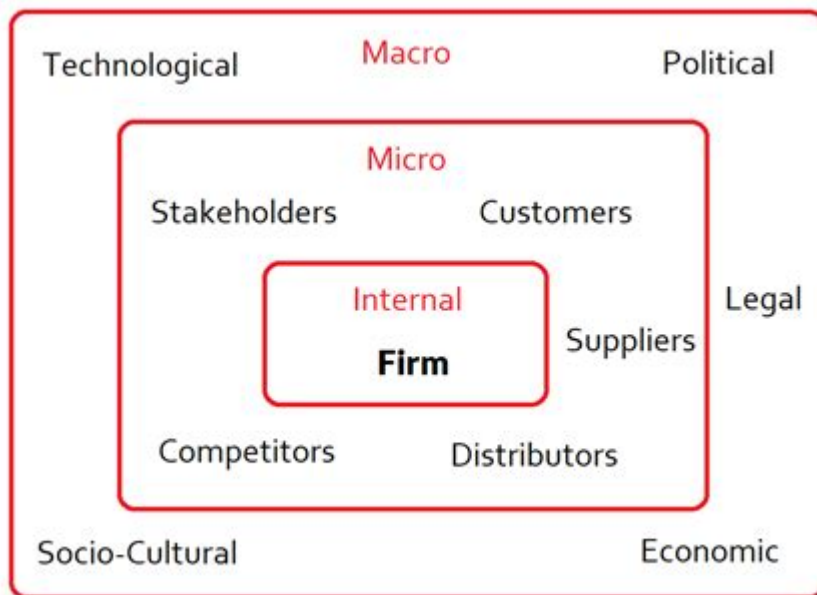 Macro
Technological
Political
Micro
Stakeholders
Customers
Internal
Legal
Suppliers
Firm
Competitors
Distributors
Socio-Cultural
Economic